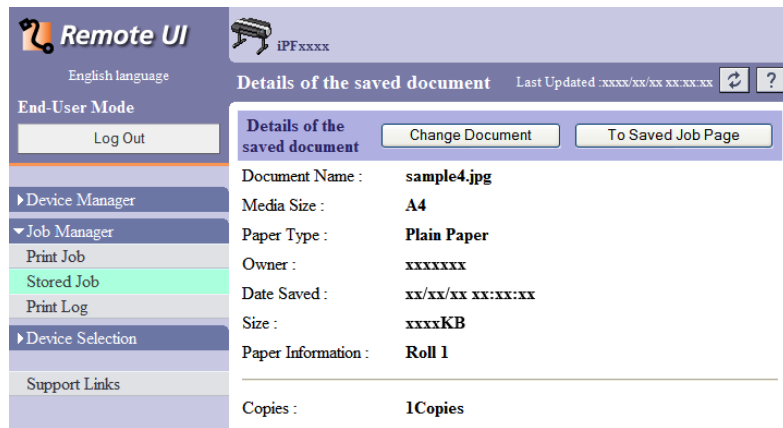 Remote UI
English language
End-User Mode
Log Out
Device Manager
Job Manager
Print Job
Stored Job
Print Log
Device Selection
Support Links
iPFxxxx
Details of the saved document Last Updated :xxxx/xx/xx xx:xx:xx ?
Details of the
saved document
Change Document To Saved Job Page
Document Name : sample4.jpg
Media Size : A4
Paper Type : Plain Paper
Owner : xxxxxxx
Date Saved : xx/xx/xx xx:xx:xx
Size : xxxxKB
Paper Information : Roll 1
Copies : 1Copies